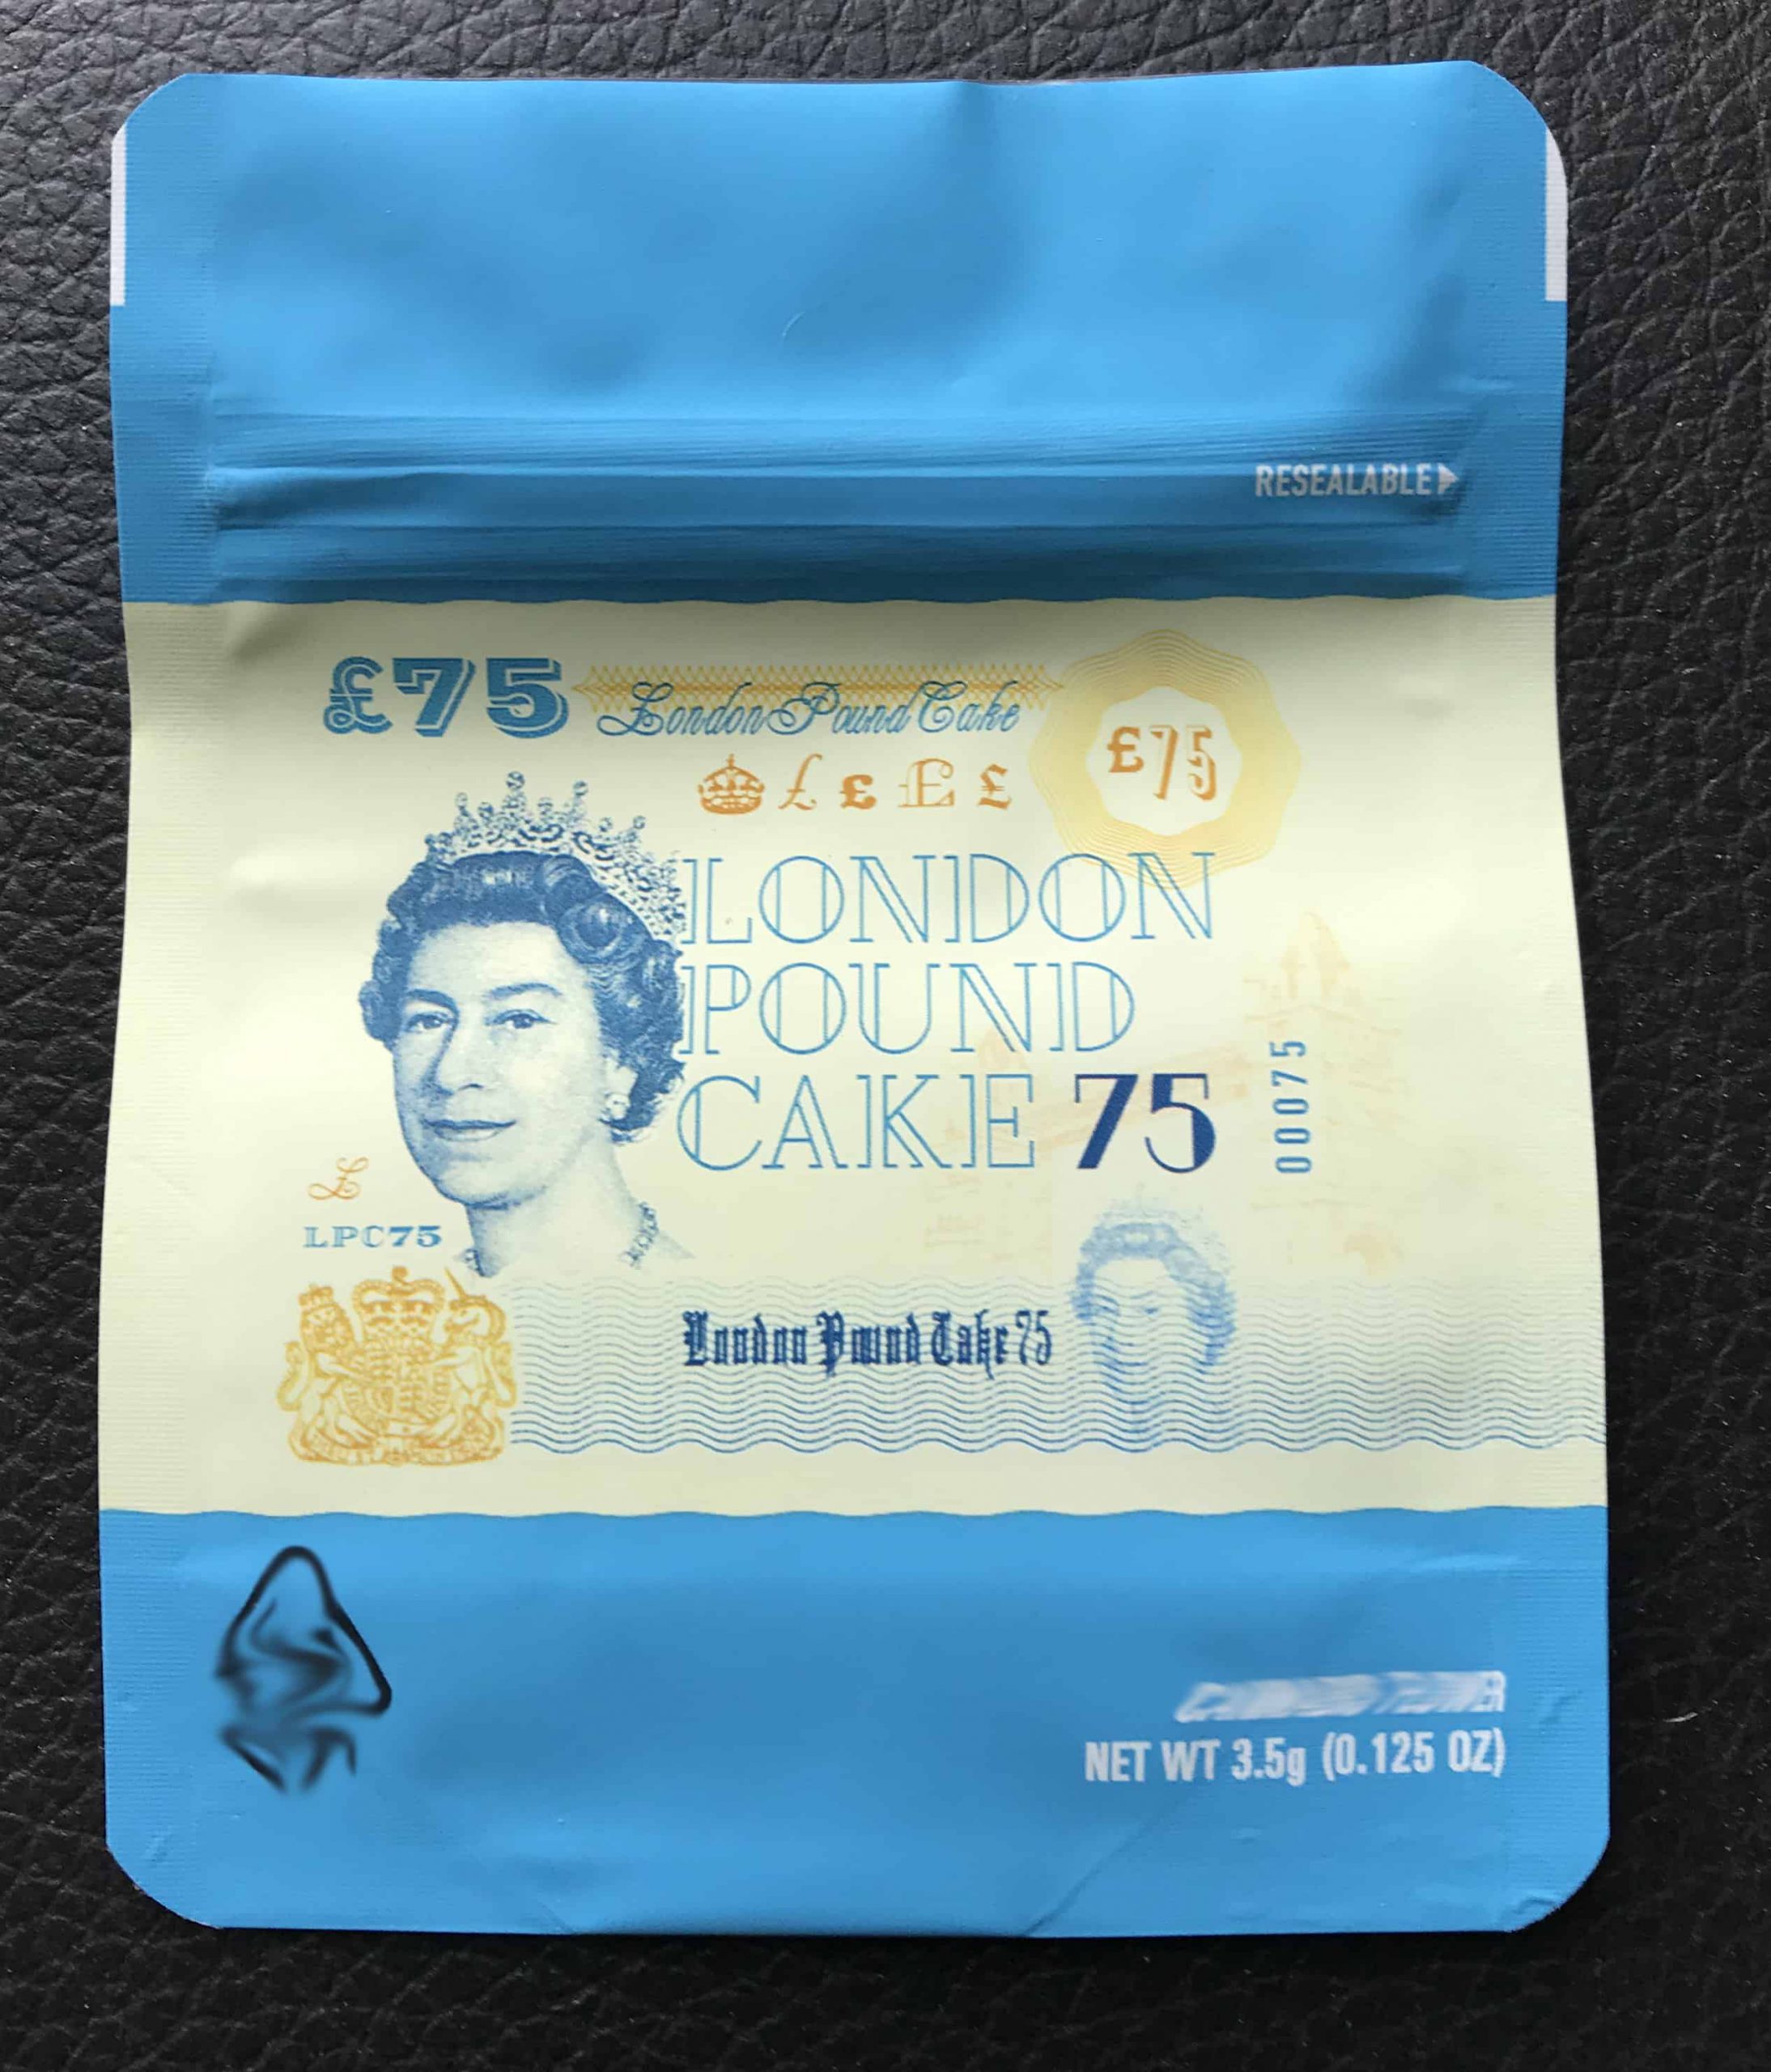 RESEALABLE
£75
London Pound Cake
£75
£ £ £ £
LONDON
POUND
CAKE 75
00075
£
LPC75
London Pound Cake 75
NET WT 3.5g (0.125 OZ)